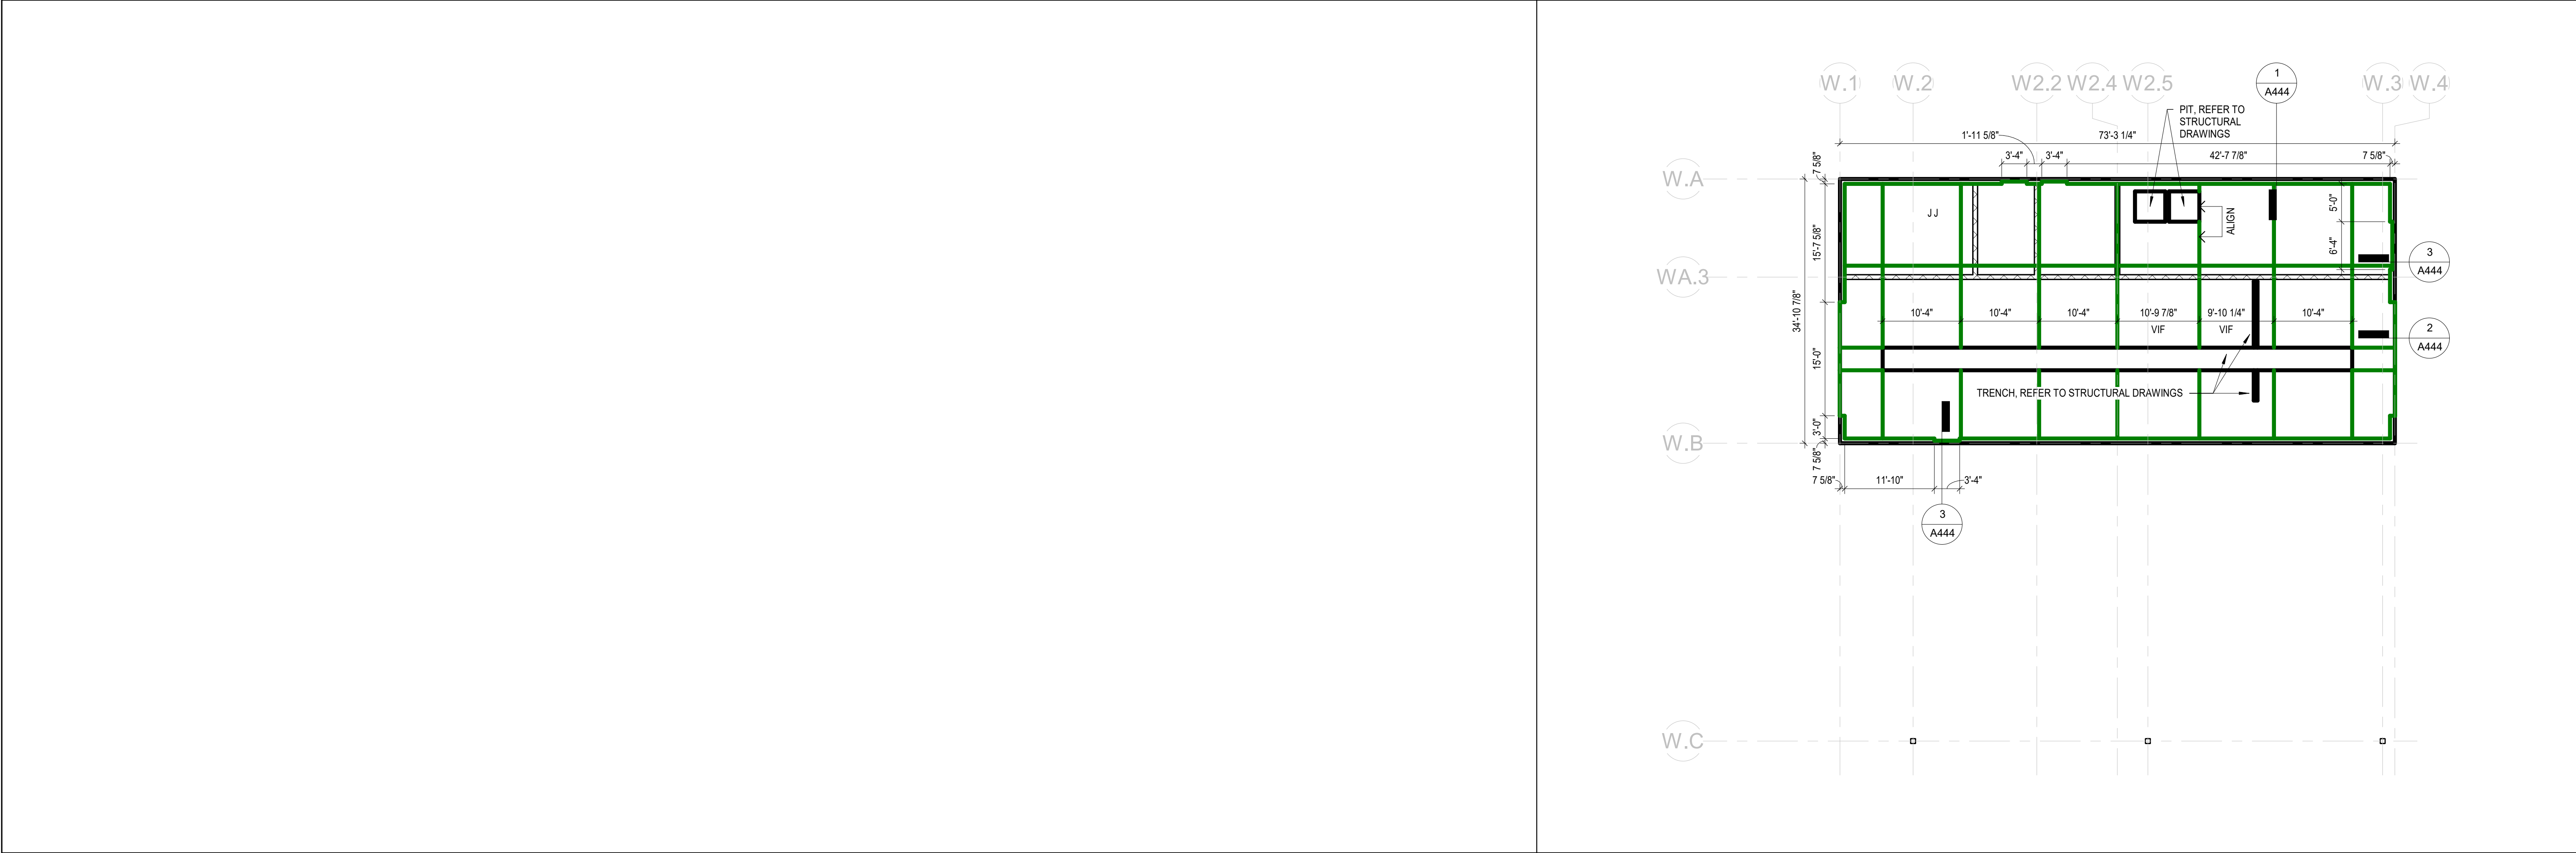 W.1
W.2
W2.2
W2.4
W2.5
1
A444
W.3
W.4
PIT, REFER TO
STRUCTURAL
DRAWINGS
1'-11 5/8"
73'-3 1/4"
3'-4"
3'-4"
42'-7 7/8"
7 5/8"
7 5/8"
W.A
J J
5'-0"
ALIGN
15'-7 5/8"
6'-4"
3
A444
WA.3
34'-10 7/8"
10'-4"
10'-4"
10'-4"
10'-9 7/8"
VIF
9'-10 1/4"
VIF
10'-4"
2
A444
15'-0"
TRENCH, REFER TO STRUCTURAL DRAWINGS
3'-0"
W.B
7 5/8"
7 5/8"
11'-10"
3'-4"
3
A444
W.C